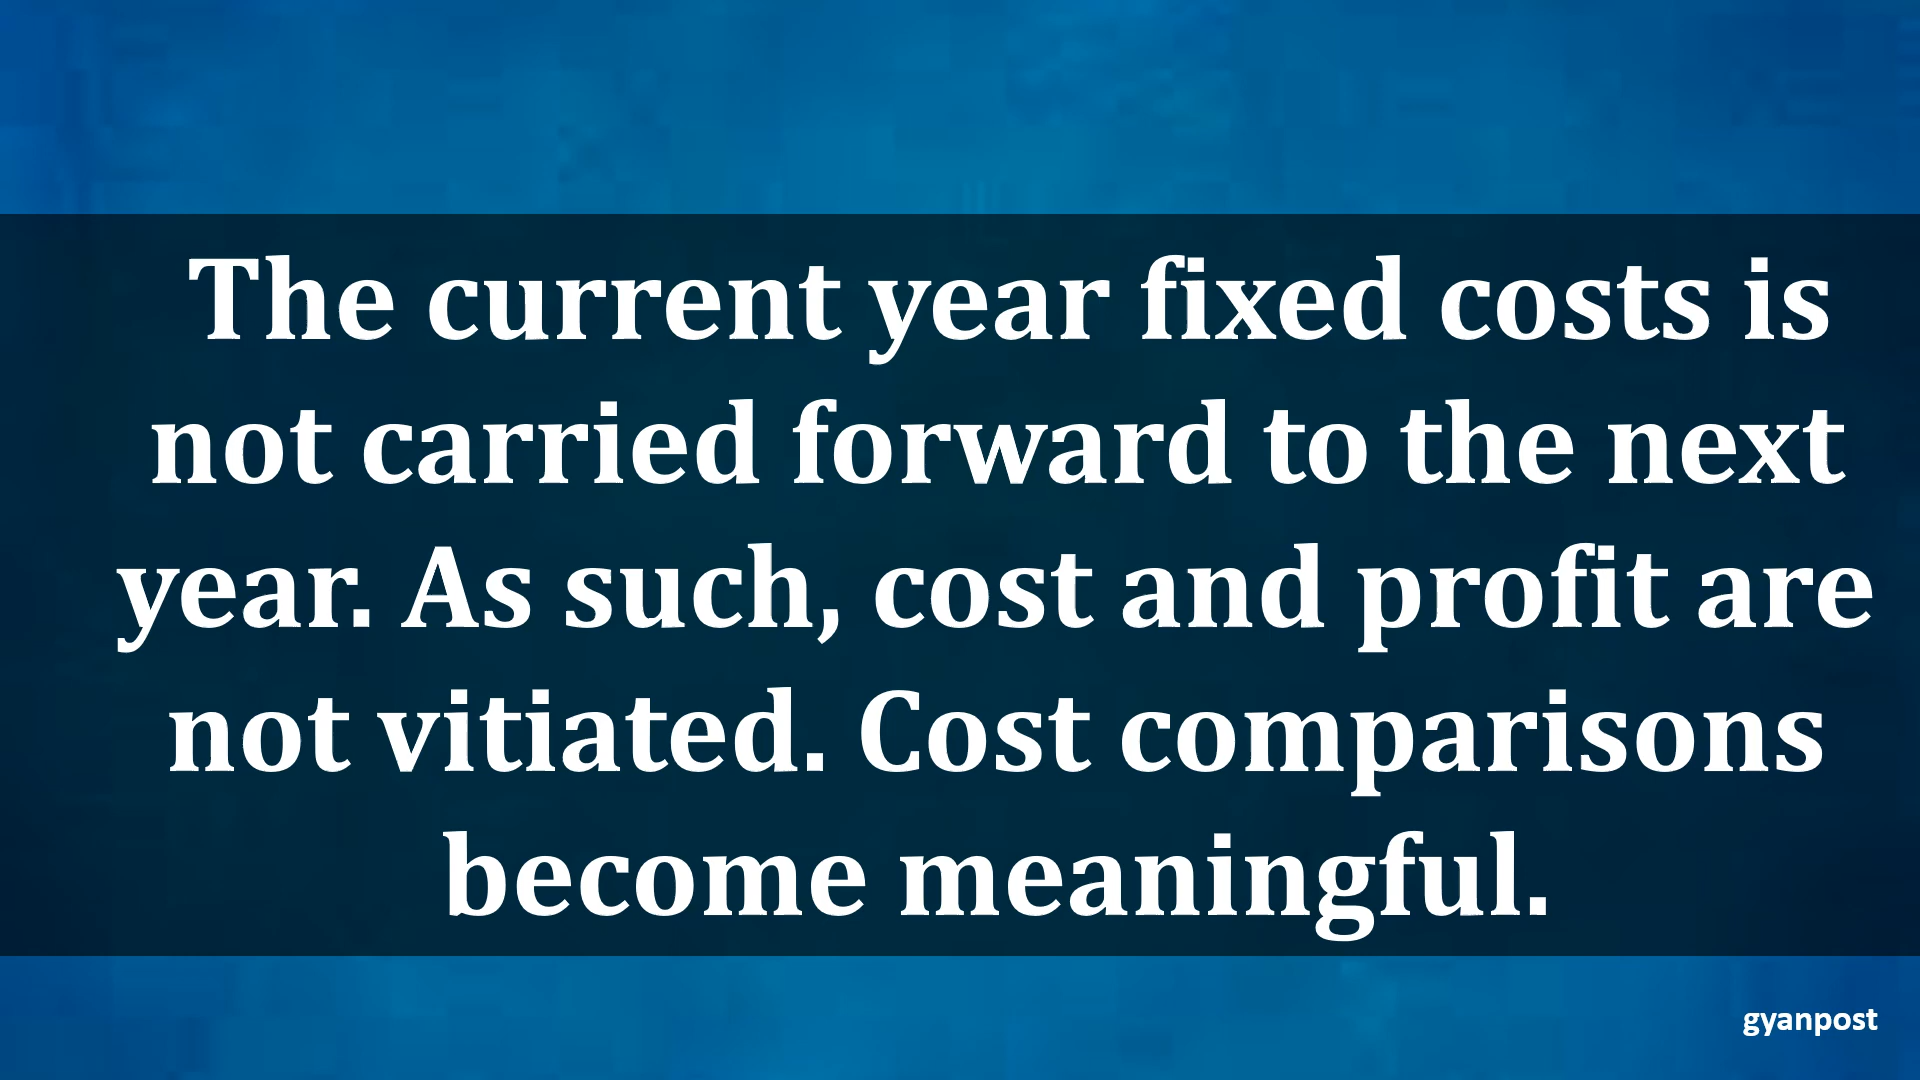 The current year fixed costs is
not carried forward to the next
year. As such, cost and profit are
not vitiated. Cost comparisons
become meaningful.
gyanpost